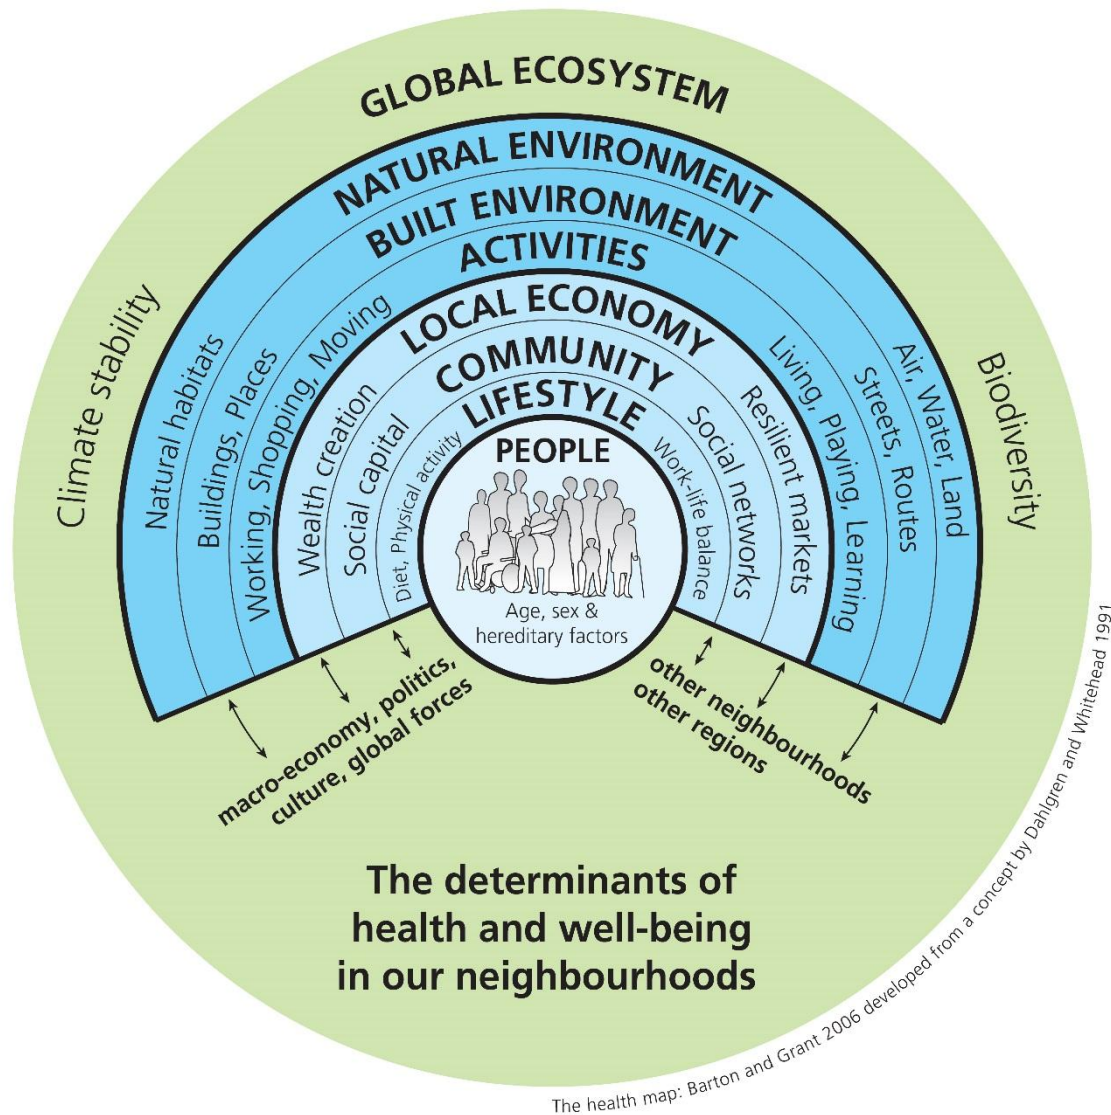 GLOBAL ECOSYSTEM
NATURAL ENVIRONMENT
BUILT ENVIRONMENT
ACTIVITIES
LOCAL ECONOMY
COMMUNITY
LIFESTYLE
PEOPLE
Age, sex &
hereditary factors
Climate stability
Natural habitats
Buildings, Places
Working, Shopping, Moving
Wealth creation
Social capital
Diet, Physical activity
Work-life balance
Social networks
Resilient markets
Living, Playing, Learning
Streets, Routes
Air, Water, Land
Biodiversity
macro-economy, politics,
culture, global forces
other neighbourhoods
other regions
The determinants of
health and well-being
in our neighbourhoods
The health map: Barton and Grant 2006 developed from a concept by Dahlgren and Whitehead 1991